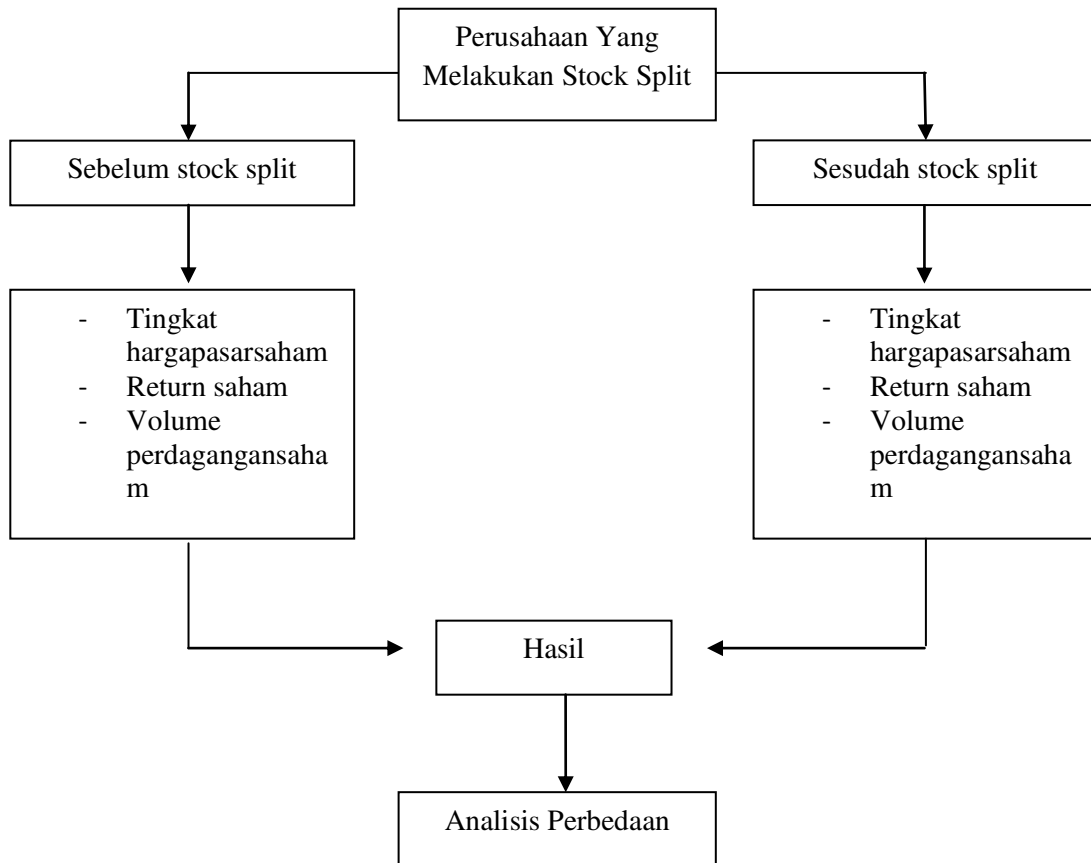 Perusahaan Yang
Melakukan Stock Split
Sebelum stock split
Sesudah stock split
- Tingkat
hargapasarsaham
- Return saham
- Volume
perdagangansaha
m
- Tingkat
hargapasarsaham
- Return saham
- Volume
perdagangansaha
m
Hasil
Analisis Perbedaan